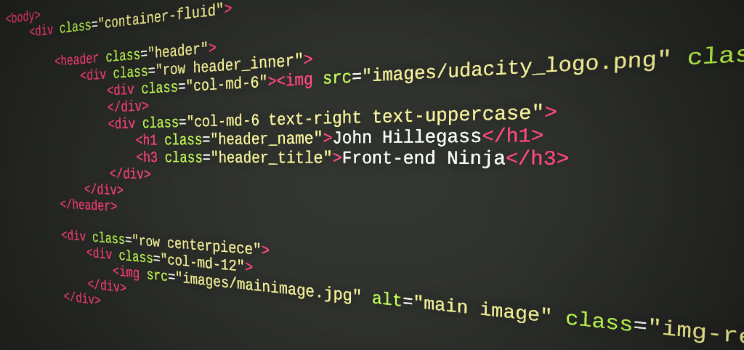 <body>
<div class="container-fluid">
<header class="header">
<div class="row header_inner">
<div class="col-md-6"><img src="images/udacity_logo.png" clas
</div>
<div class="col-md-6 text-right text-uppercase">
<h1 class="header_name">John Hillegass</h1>
<h3 class="header_title">Front-end Ninja</h3>
</div>
</div>
</header>
<div class="row centerpiece">
<div class="col-md-12">
<img src="images/mainimage.jpg" alt="main image" class="img-re
</div>
</div>